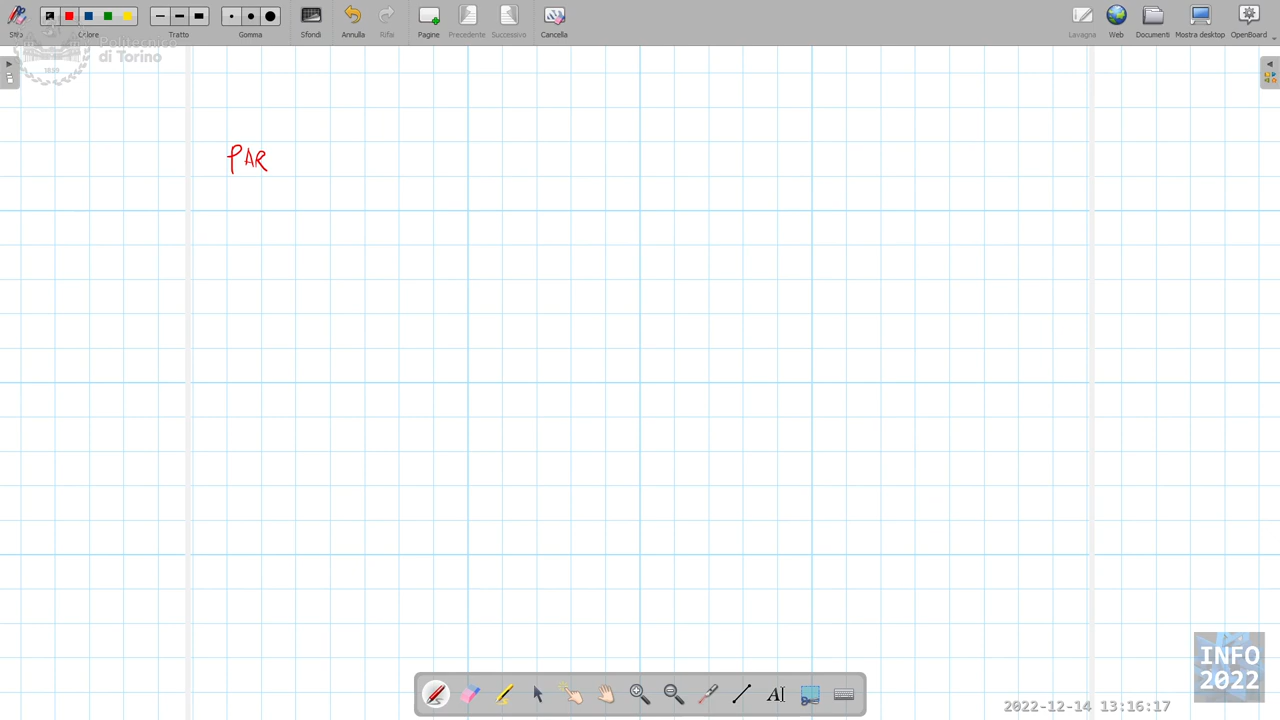 Colore
Tratto
Gomma
Sfondi
Annulla
Rifai
Pagine
Precedente
Successivo
Cancella
Lavagna
Web
Documenti
Mostra desktop
OpenBoard
Politecnico
di Torino
1859
PAR
INFO
2022
2022-12-14 13:16:17